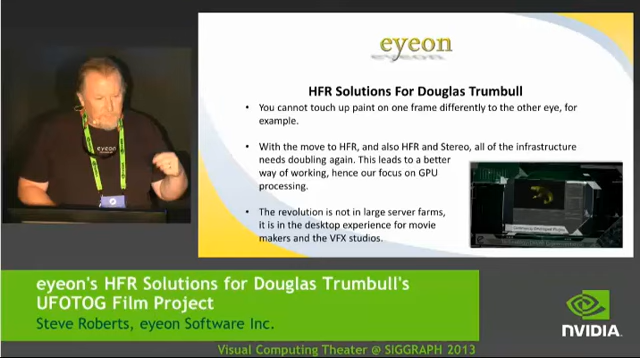 eyeon
HFR Solutions For Douglas Trumbull
• You cannot touch up paint on one frame differently to the other eye, for
example.
• With the move to HFR, and also HFR and Stereo, all of the infrastructure
needs doubling again. This leads to a better
way of working, hence our focus on GPU
processing.
• The revolution is not in large server farms,
it is in the desktop experience for movie
makers and the VFX studios.
eyeon
eyeon's HFR Solutions for Douglas Trumbull's
UFOTOG Film Project
Steve Roberts, eyeon Software Inc.
NVIDIA
Visual Computing Theater @ SIGGRAPH 2013